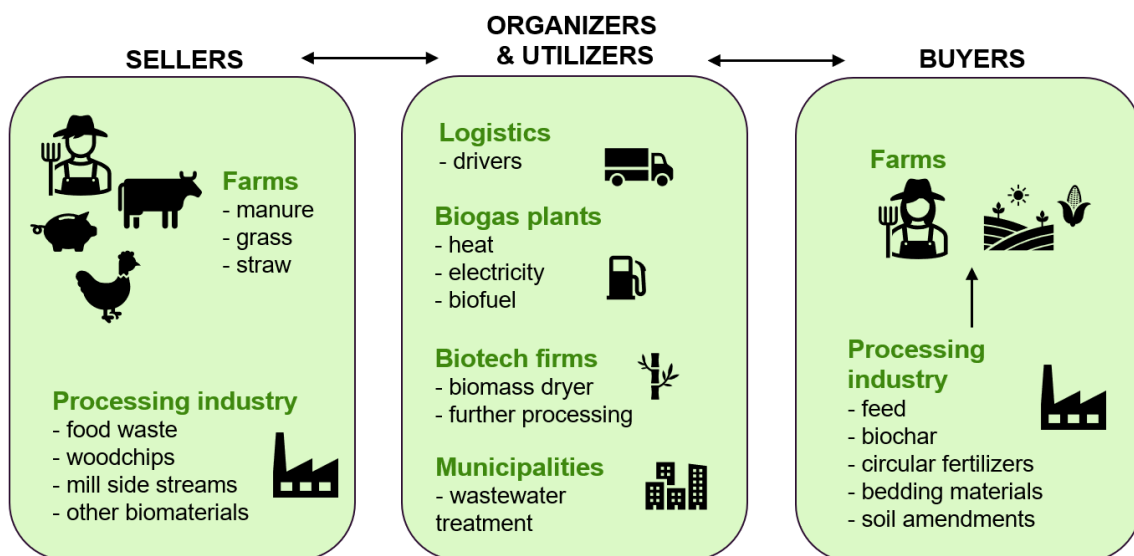 SELLERS
Farms
- manure
- grass
- straw
Processing industry
- food waste
- woodchips
- mill side streams
- other biomaterials
ORGANIZERS
& UTILIZERS
Logistics
- drivers
Biogas plants
- heat
- electricity
- biofuel
Biotech firms
- biomass dryer
- further processing
Municipalities
- wastewater
treatment
BUYERS
Farms
Processing
industry
- feed
- biochar
- circular fertilizers
- bedding materials
- soil amendments